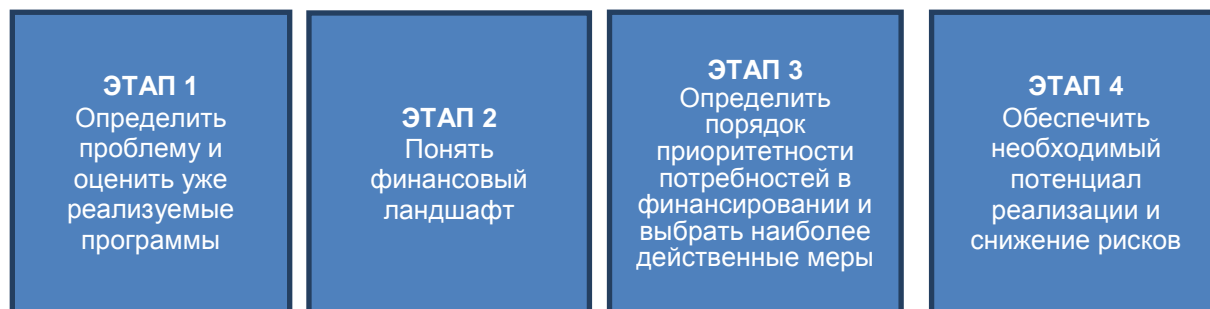 ЭТАП 1
Определить
проблему и
оценить уже
реализуемые
программы
ЭТАП 2
Понять
финансовый
ландшафт
ЭТАП 3
Определить
порядок
приоритетности
потребностей в
финансировании и
выбрать наиболее
действенные меры
ЭТАП 4
Обеспечить
необходимый
потенциал
реализации и
снижение рисков